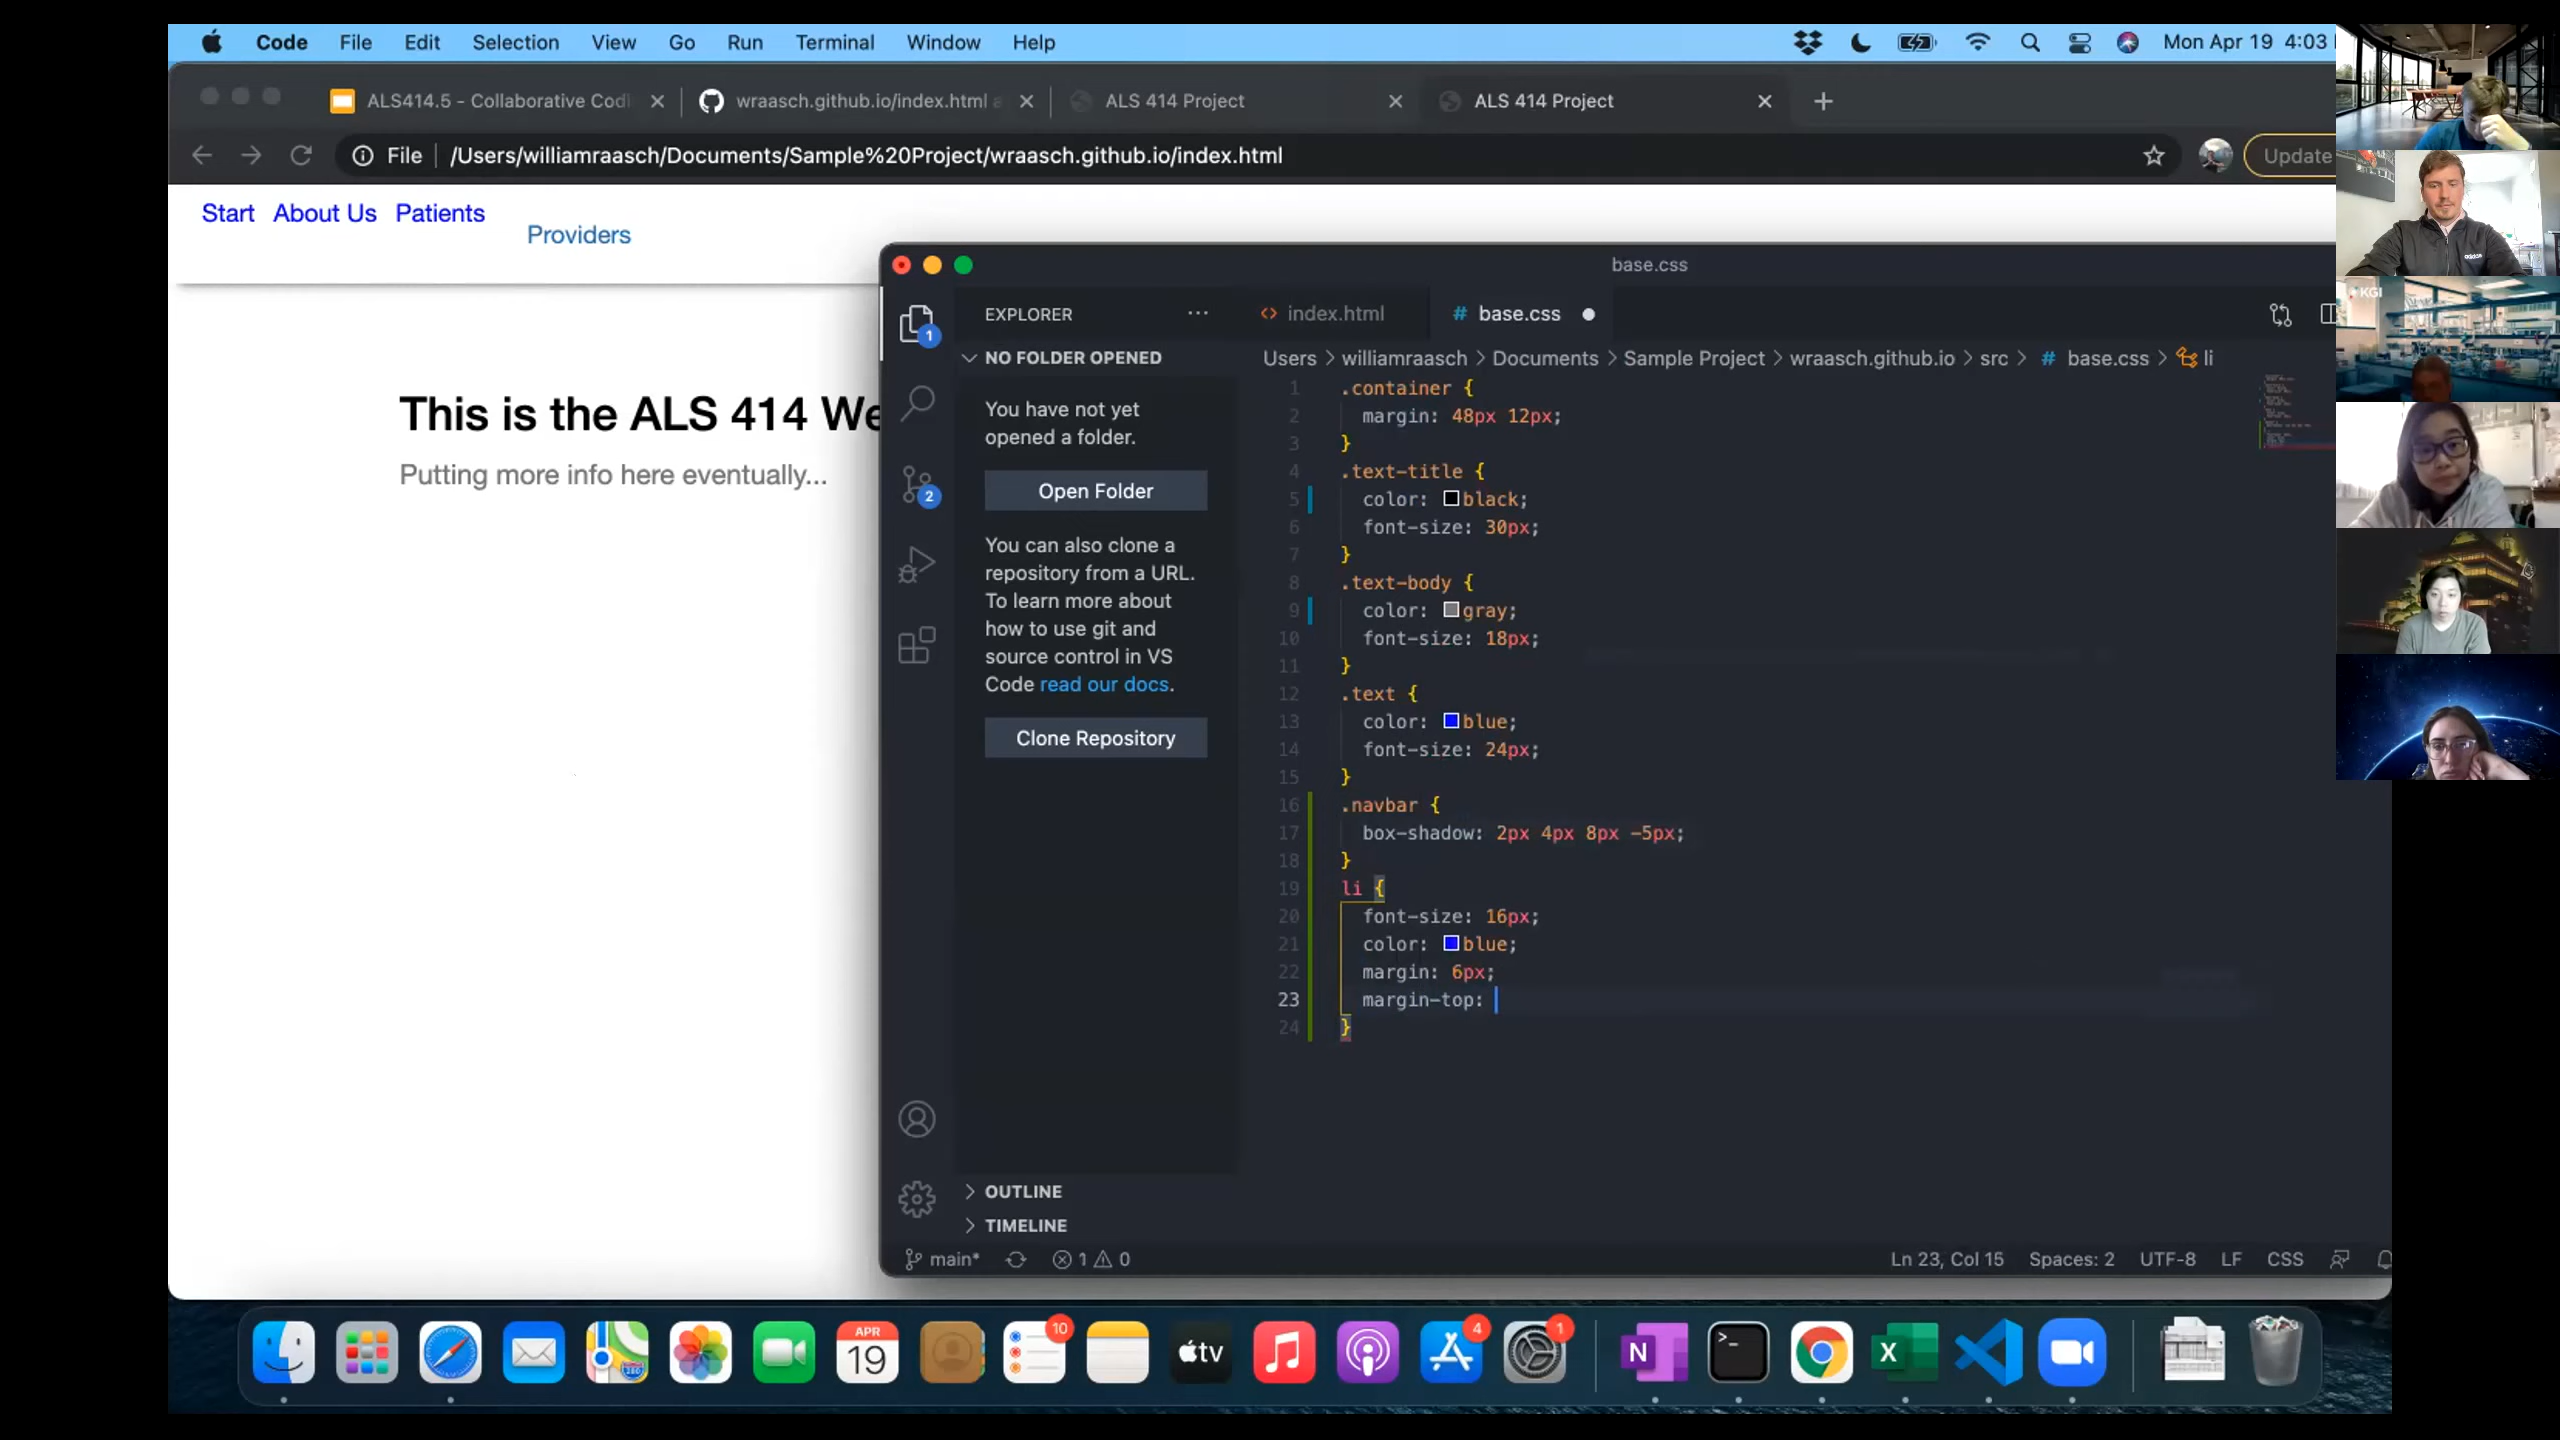 Code File Edit Selection View Go Run Terminal Window Help Mon Apr 19 4:03
ALS414.5 - Collaborative Codi
wraasch.github.io/index.html a
ALS 414 Project
ALS 414 Project
File /Users/williamraasch/Documents/Sample%20Project/wraasch.github.io/index.html
Update
Start About Us Patients
Providers
This is the ALS 414 We
Putting more info here eventually...
base.css
EXPLORER
index.html
# base.css
1
NO FOLDER OPENED
Users > williamraasch > Documents > Sample Project > wraasch.github.io > src > # base.css > li
You have not yet
opened a folder.
Open Folder
2
You can also clone a
repository from a URL.
To learn more about
how to use git and
source control in VS
Code read our docs.
Clone Repository
1 .container {
2 margin: 48px 12px;
3 }
4 .text-title {
5 color: black;
6 font-size: 30px;
7 }
8 .text-body {
9 color: gray;
10 font-size: 18px;
11 }
12 .text {
13 color: blue;
14 font-size: 24px;
15 }
16 .navbar {
17 box-shadow: 2px 4px 8px -5px;
18 }
19 li {
20 font-size: 16px;
21 color: blue;
22 margin: 6px;
23 margin-top:
24 }
OUTLINE
TIMELINE
main* 1 0 Ln 23, Col 15 Spaces: 2 UTF-8 LF CSS
KGI
APR
19
10
tv
4
1
N
>_
X